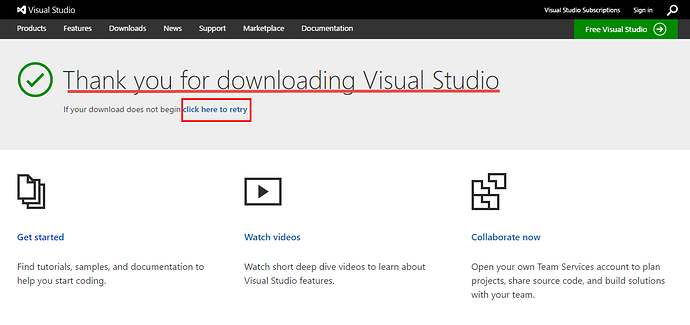 Visual Studio
Visual Studio Subscriptions Sign in
Products Features Downloads News Support Marketplace Documentation
Free Visual Studio
Thank you for downloading Visual Studio
If your download does not begin click here to retry
Get started
Find tutorials, samples, and documentation to
help you start coding.
Watch videos
Watch short deep dive videos to learn about
Visual Studio features.
Collaborate now
Open your own Team Services account to plan
projects, share source code, and build solutions
with your team.